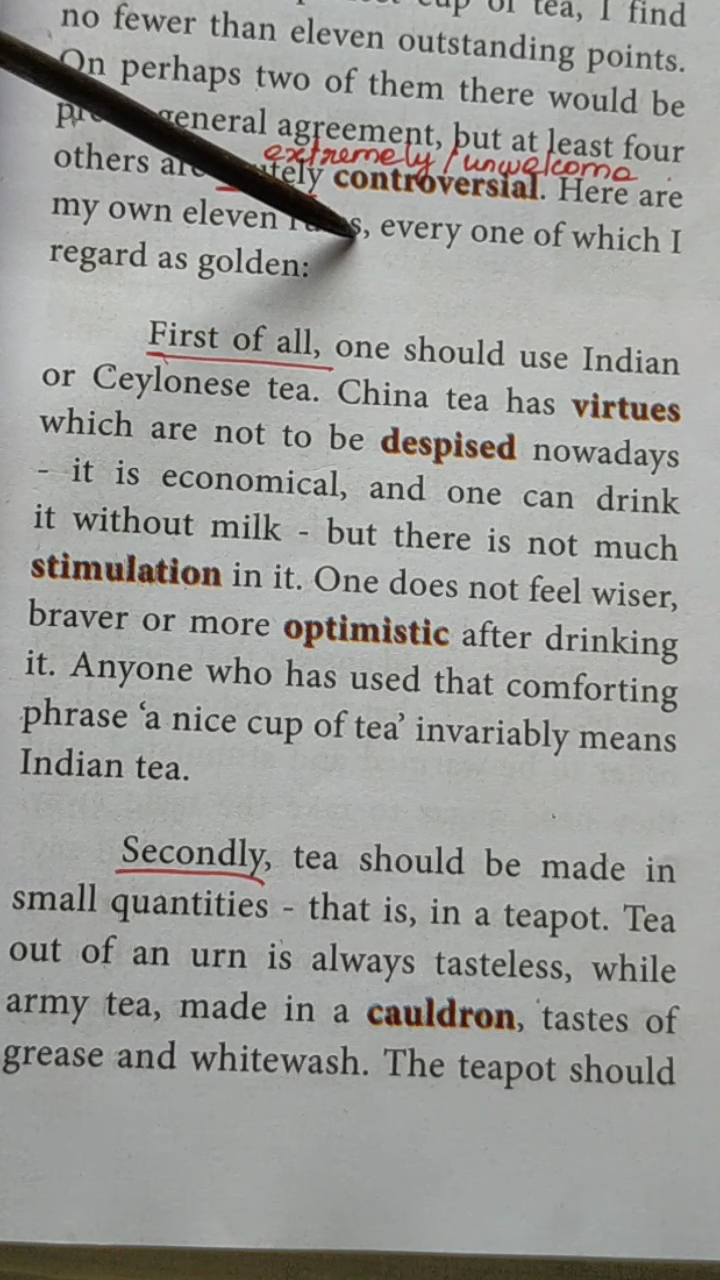 cup of tea, I find
no fewer than eleven outstanding points.
On perhaps two of them there would be
general agreement, but at least four
extremely / unwelcome
others controversial. Here are
my own eleven every one of which I
regard as golden:
First of all, one should use Indian
or Ceylonese tea. China tea has virtues
which are not to be despised nowadays
- it is economical, and one can drink
it without milk - but there is not much
stimulation in it. One does not feel wiser,
braver or more optimistic after drinking
it. Anyone who has used that comforting
phrase ‘a nice cup of tea’ invariably means
Indian tea.
Secondly, tea should be made in
small quantities - that is, in a teapot. Tea
out of an urn is always tasteless, while
army tea, made in a cauldron, tastes of
grease and whitewash. The teapot should